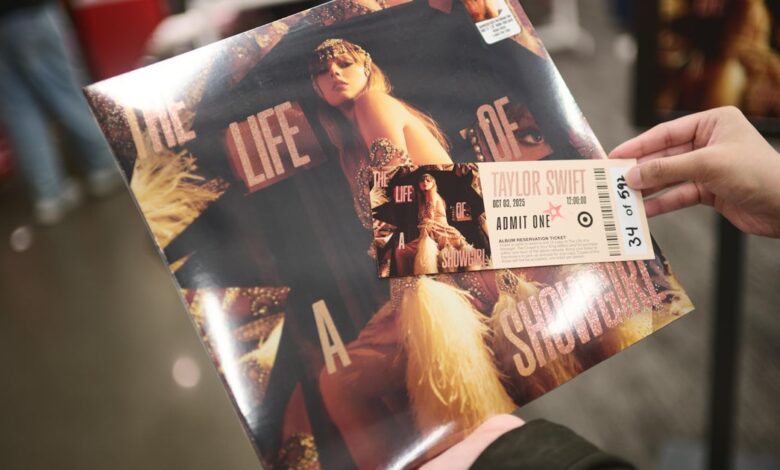 THE
LIFE
OF
A
SHOWGIRL
THE
LIFE
OF
A
SHOWGIRL
TAYLOR SWIFT
OCT 03, 2025 12:00:00
ADMIT ONE
ALBUM RESERVATION TICKET
34 of 592